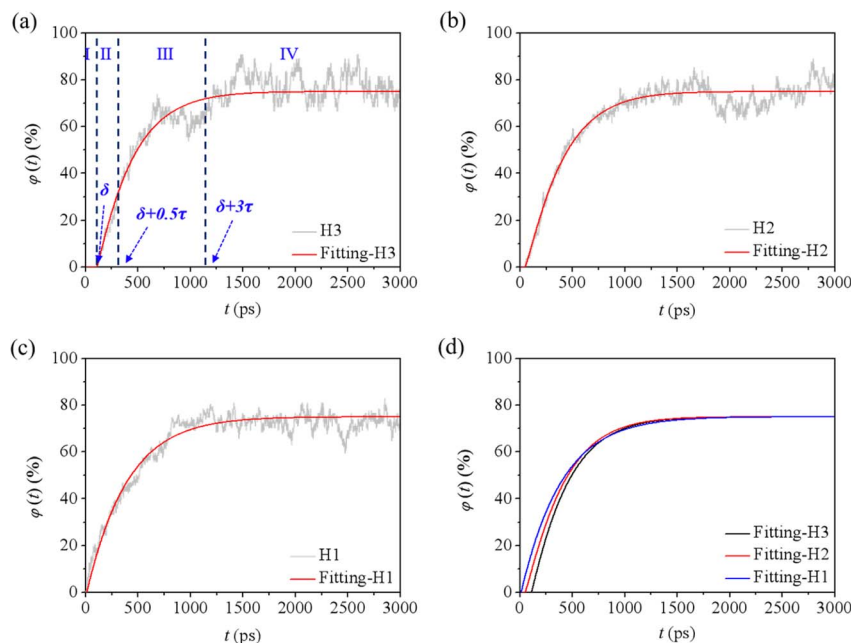 (a)
100
80
60
40
20
0
φ (t) (%)
I
II
III
IV
δ
δ+0.5τ
δ+3τ
H3
Fitting-H3
0
500
1000
1500
2000
2500
3000
t (ps)
(b)
100
80
60
40
20
0
φ (t) (%)
H2
Fitting-H2
0
500
1000
1500
2000
2500
3000
t (ps)
(c)
100
80
60
40
20
0
φ (t) (%)
H1
Fitting-H1
0
500
1000
1500
2000
2500
3000
t (ps)
(d)
100
80
60
40
20
0
φ (t) (%)
Fitting-H3
Fitting-H2
Fitting-H1
0
500
1000
1500
2000
2500
3000
t (ps)